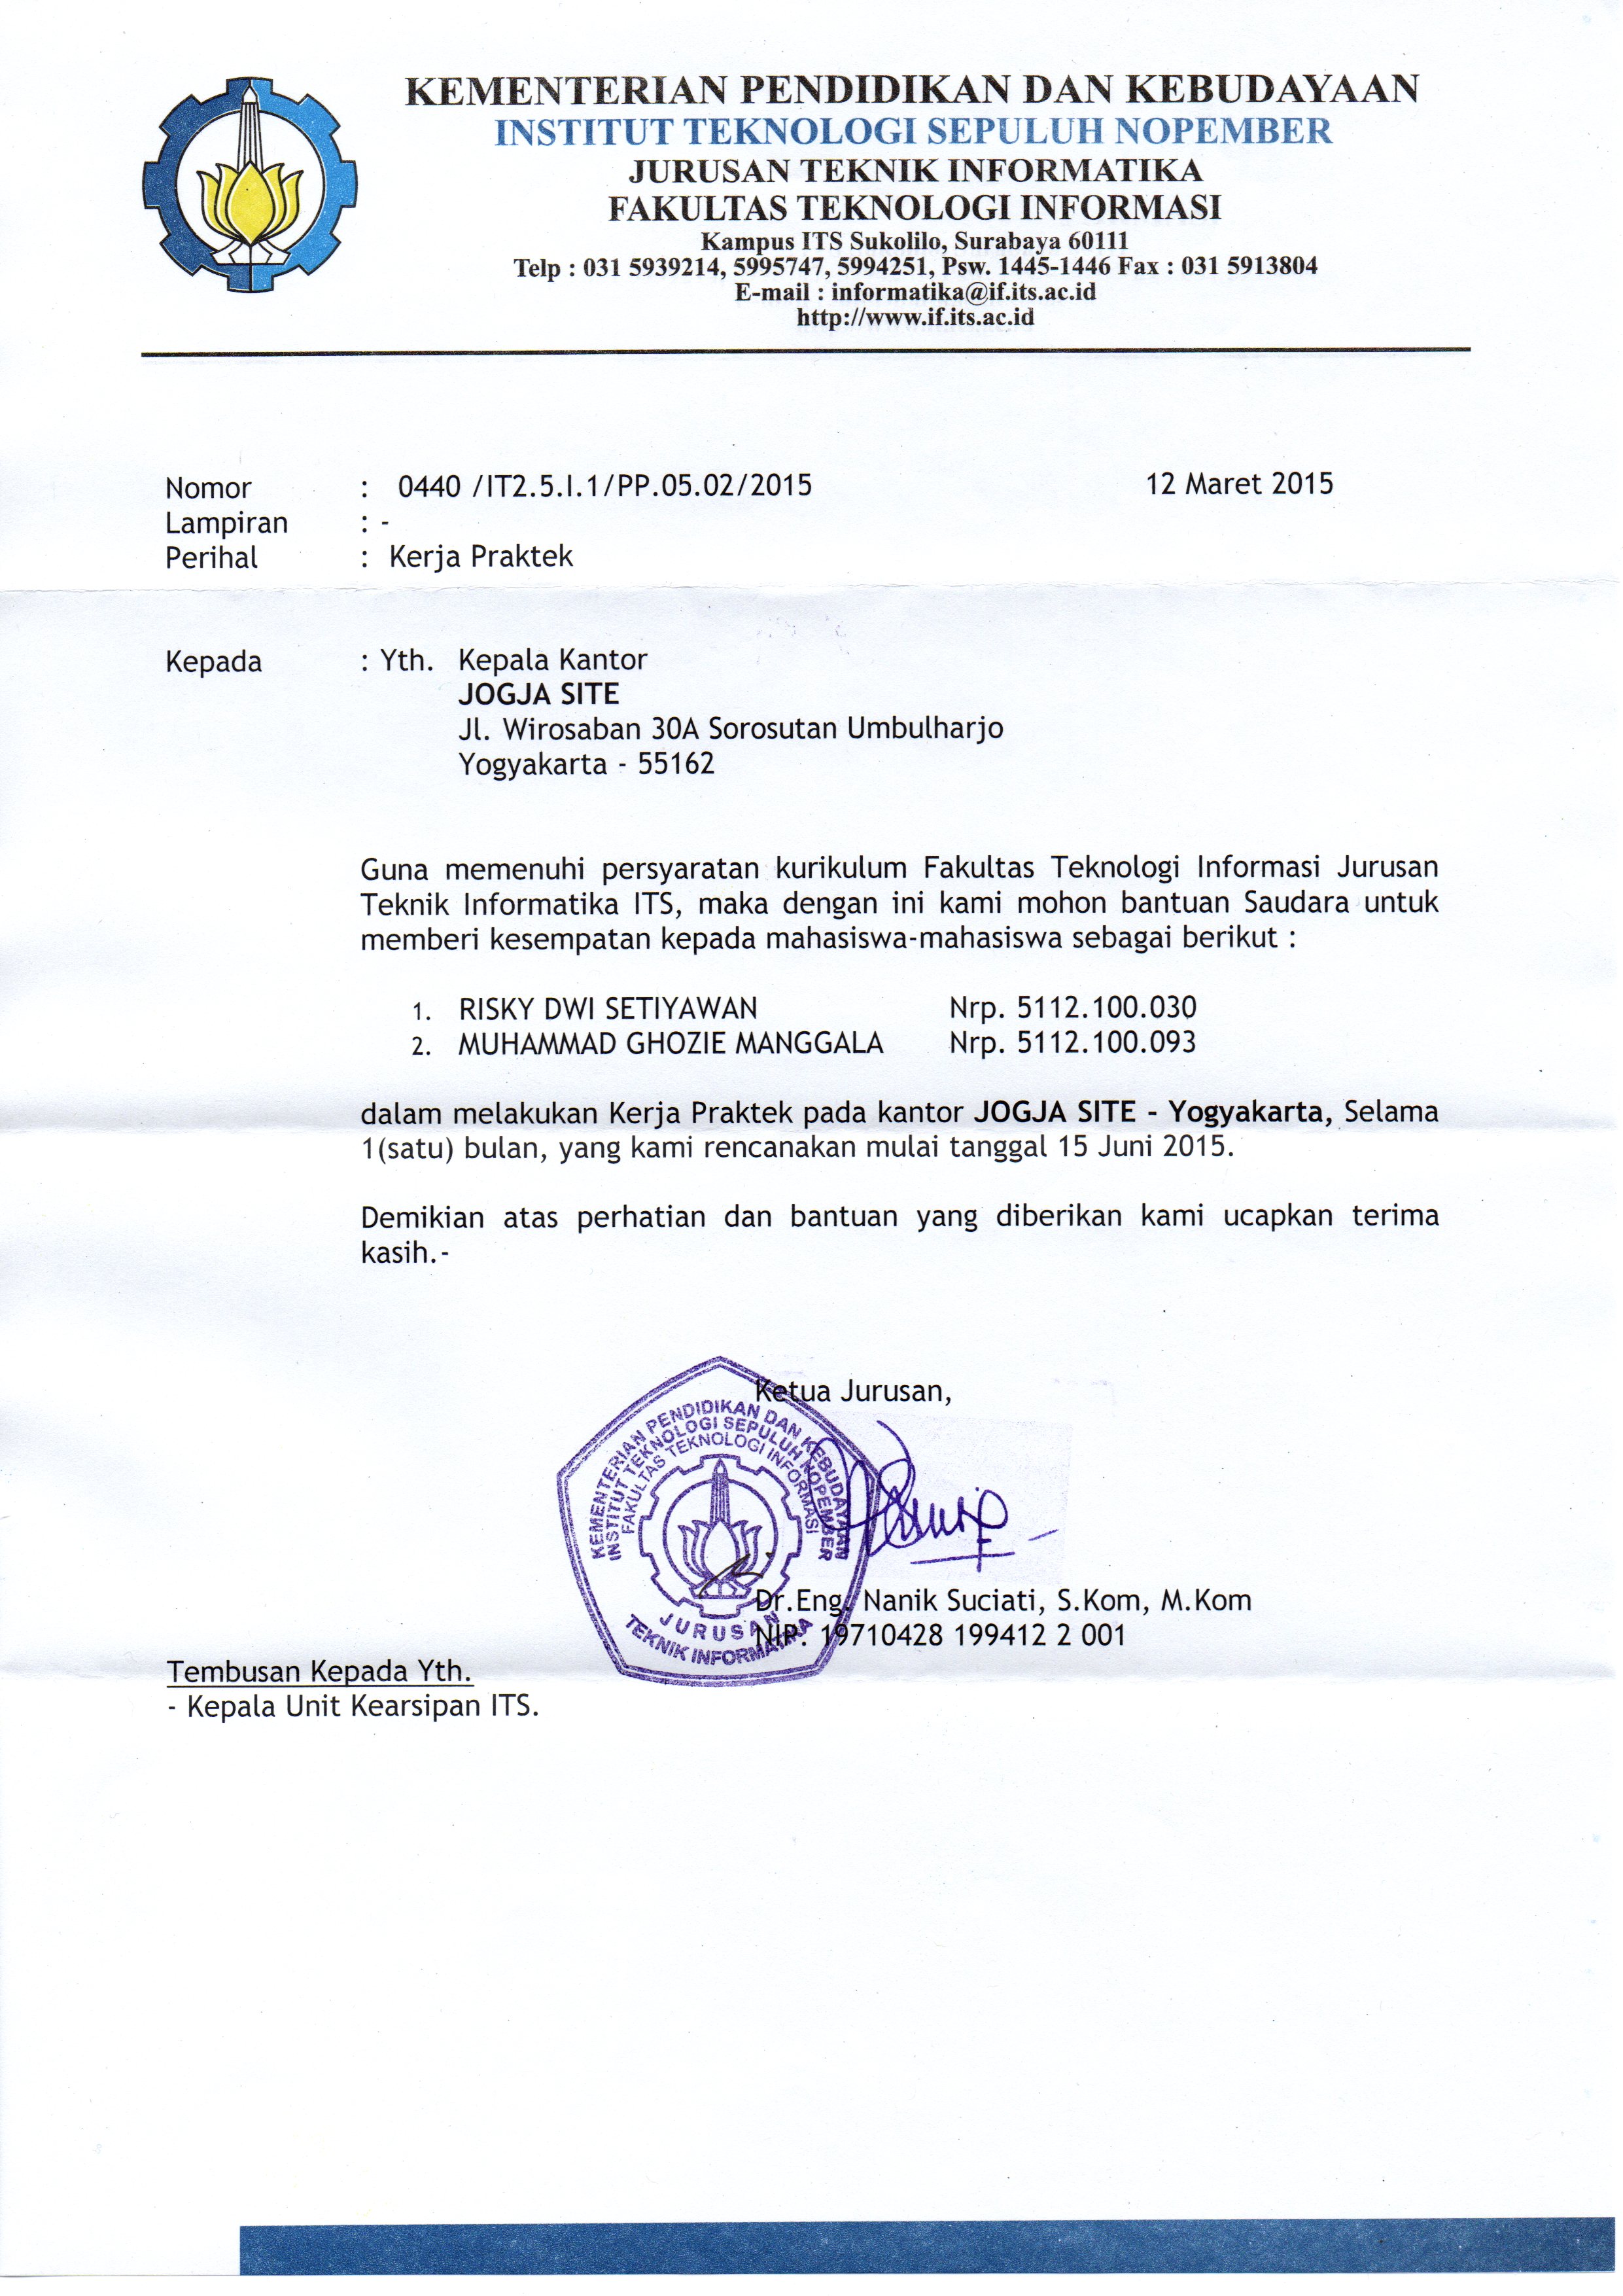 KEMENTERIAN PENDIDIKAN DAN KEBUDAYAAN
INSTITUT TEKNOLOGI SEPULUH NOPEMBER
JURUSAN TEKNIK INFORMATIKA
FAKULTAS TEKNOLOGI INFORMASI
Kampus ITS Sukolilo, Surabaya 60111
Telp : 031 5939214, 5995747, 5994251, Psw. 1445-1446 Fax : 031 5913804
E-mail : informatika@if.its.ac.id
http://www.if.its.ac.id
Nomor : 0440 /IT2.5.I.1/PP.05.02/2015 12 Maret 2015
Lampiran : -
Perihal : Kerja Praktek
Kepada : Yth. Kepala Kantor
JOGJA SITE
Jl. Wirosaban 30A Sorosutan Umbulharjo
Yogyakarta - 55162
Guna memenuhi persyaratan kurikulum Fakultas Teknologi Informasi Jurusan
Teknik Informatika ITS, maka dengan ini kami mohon bantuan Saudara untuk
memberi kesempatan kepada mahasiswa-mahasiswa sebagai berikut :
1. RISKY DWI SETIYAWAN Nrp. 5112.100.030
2. MUHAMMAD GHOZIE MANGGALA Nrp. 5112.100.093
dalam melakukan Kerja Praktek pada kantor JOGJA SITE - Yogyakarta, Selama
1(satu) bulan, yang kami rencanakan mulai tanggal 15 Juni 2015.
Demikian atas perhatian dan bantuan yang diberikan kami ucapkan terima
kasih.-
Ketua Jurusan,
KEMENTERIAN PENDIDIKAN DAN KEBUDAYAAN
INSTITUT TEKNOLOGI SEPULUH NOPEMBER
FAKULTAS TEKNOLOGI INFORMASI
JURUSAN
TEKNIK INFORMATIKA
Dr.Eng. Nanik Suciati, S.Kom, M.Kom
NIP. 19710428 199412 2 001
Tembusan Kepada Yth.
- Kepala Unit Kearsipan ITS.